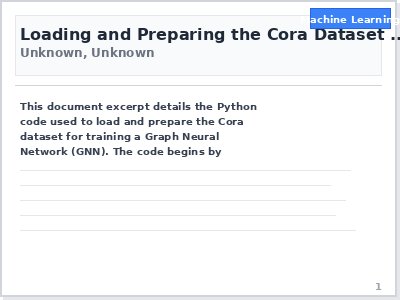 achine Learning
Loading and Preparing the Cora Dataset ...
Unknown, Unknown
This document excerpt details the Python
code used to load and prepare the Cora
dataset for training a Graph Neural
Network (GNN). The code begins by
1